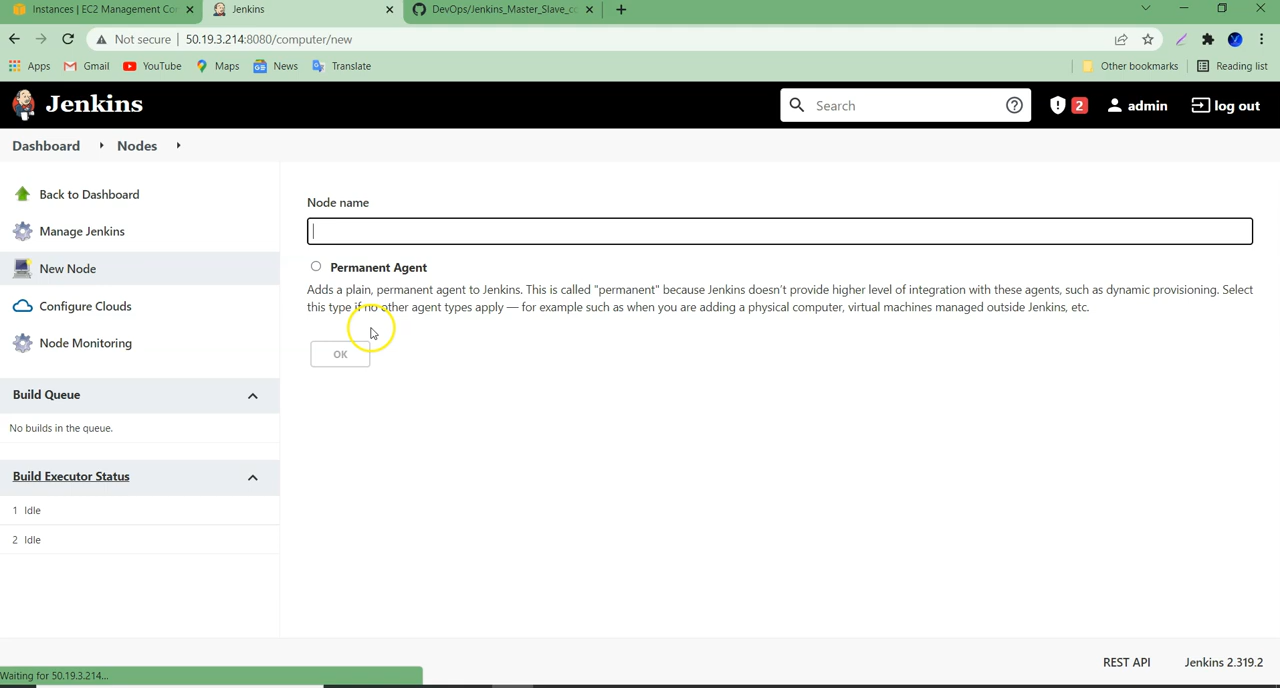 Instances | EC2 Management Con
Jenkins
DevOps/Jenkins_Master_Slave_co
Not secure | 50.19.3.214:8080/computer/new
Apps
Gmail
YouTube
Maps
News
Translate
Other bookmarks
Reading list
Jenkins
Search
2
admin
log out
Dashboard
Nodes
Back to Dashboard
Manage Jenkins
New Node
Configure Clouds
Node Monitoring
Build Queue
No builds in the queue.
Build Executor Status
1 Idle
2 Idle
Node name
Permanent Agent
Adds a plain, permanent agent to Jenkins. This is called "permanent" because Jenkins doesn't provide higher level of integration with these agents, such as dynamic provisioning. Select
this type if no other agent types apply — for example such as when you are adding a physical computer, virtual machines managed outside Jenkins, etc.
OK
REST API
Jenkins 2.319.2
Waiting for 50.19.3.214...